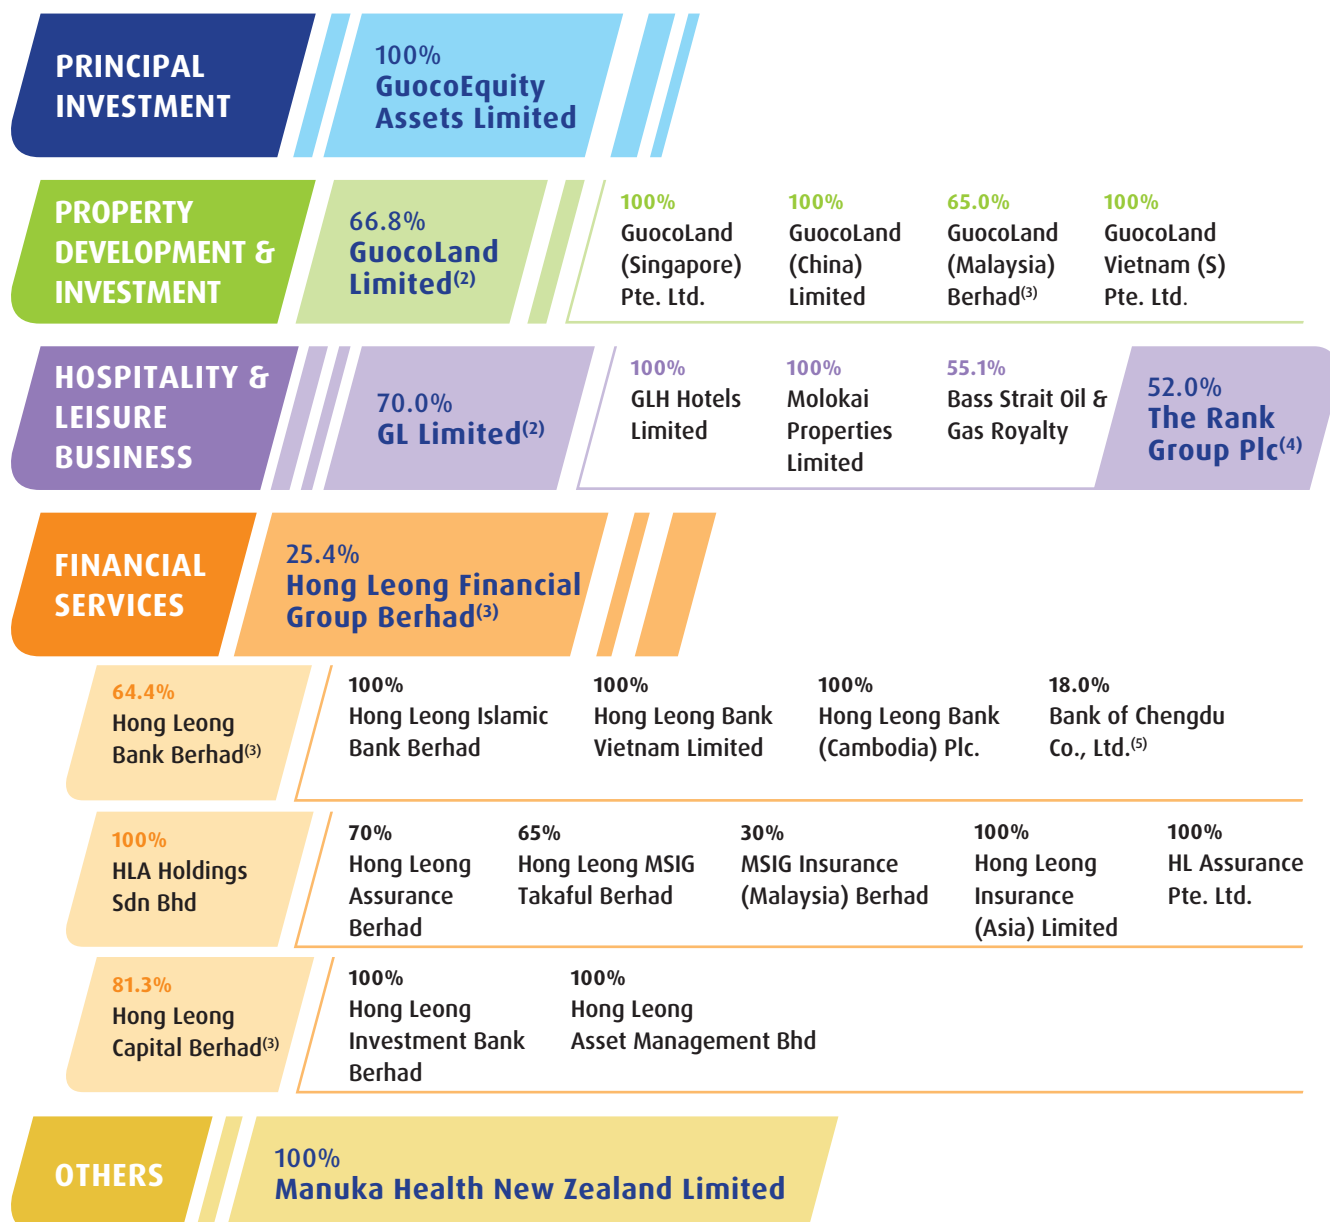 PRINCIPAL
INVESTMENT
100%
GuocoEquity
Assets Limited
PROPERTY
DEVELOPMENT &
INVESTMENT
66.8%
GuocoLand
Limited(2)
100%
GuocoLand
(Singapore)
Pte. Ltd.
100%
GuocoLand
(China)
Limited
65.0%
GuocoLand
(Malaysia)
Berhad(3)
100%
GuocoLand
Vietnam (S)
Pte. Ltd.
HOSPITALITY &
LEISURE
BUSINESS
70.0%
GL Limited(2)
100%
GLH Hotels
Limited
100%
Molokai
Properties
Limited
55.1%
Bass Strait Oil &
Gas Royalty
52.0%
The Rank
Group Plc(4)
FINANCIAL
SERVICES
25.4%
Hong Leong Financial
Group Berhad(3)
64.4%
Hong Leong
Bank Berhad(3)
100%
Hong Leong Islamic
Bank Berhad
100%
Hong Leong Bank
Vietnam Limited
100%
Hong Leong Bank
(Cambodia) Plc.
18.0%
Bank of Chengdu
Co., Ltd.(5)
100%
HLA Holdings
Sdn Bhd
70%
Hong Leong
Assurance
Berhad
65%
Hong Leong MSIG
Takaful Berhad
30%
MSIG Insurance
(Malaysia) Berhad
100%
Hong Leong
Insurance
(Asia) Limited
100%
HL Assurance
Pte. Ltd.
81.3%
Hong Leong
Capital Berhad(3)
100%
Hong Leong
Investment Bank
Berhad
100%
Hong Leong
Asset Management Bhd
OTHERS
100%
Manuka Health New Zealand Limited